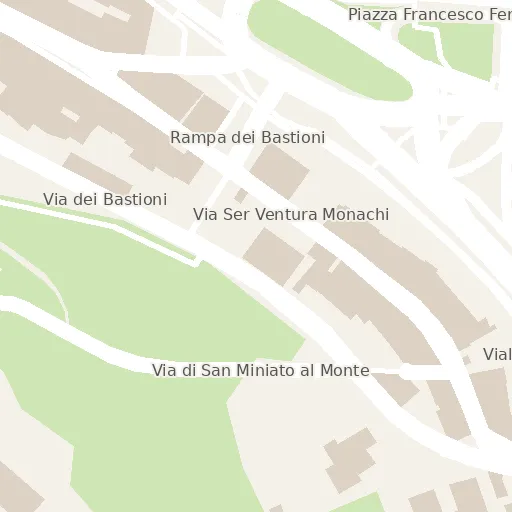 Piazza Francesco Fer
Rampa dei Bastioni
Via dei Bastioni
Via Ser Ventura Monachi
Vial
Via di San Miniato al Monte